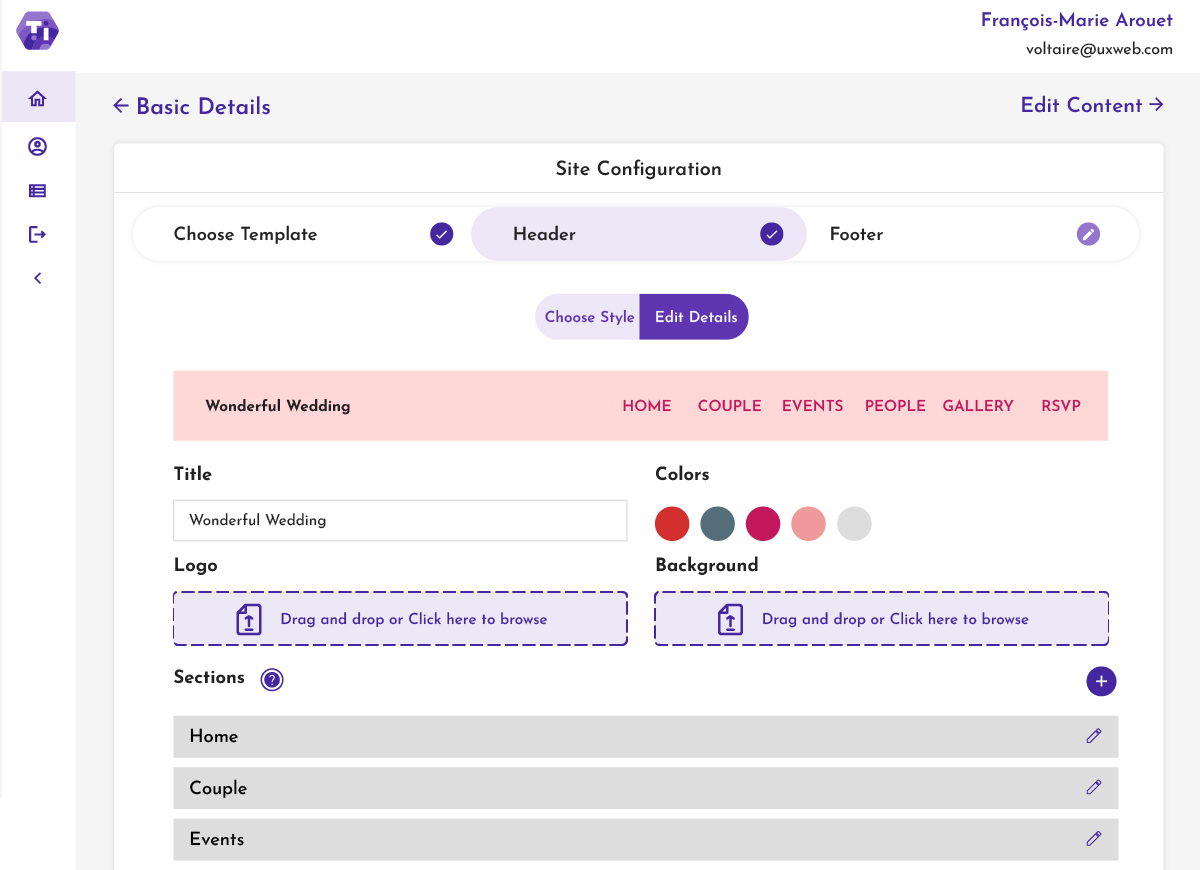 Ti
François-Marie Arouet
voltaire@uxweb.com
Basic Details
Edit Content
Site Configuration
Choose Template
Header
Footer
Choose Style
Edit Details
Wonderful Wedding
HOME COUPLE EVENTS PEOPLE GALLERY RSVP
Title
Colors
Wonderful Wedding
Logo
Background
Drag and drop or Click here to browse
Drag and drop or Click here to browse
Sections
?
Home
Couple
Events